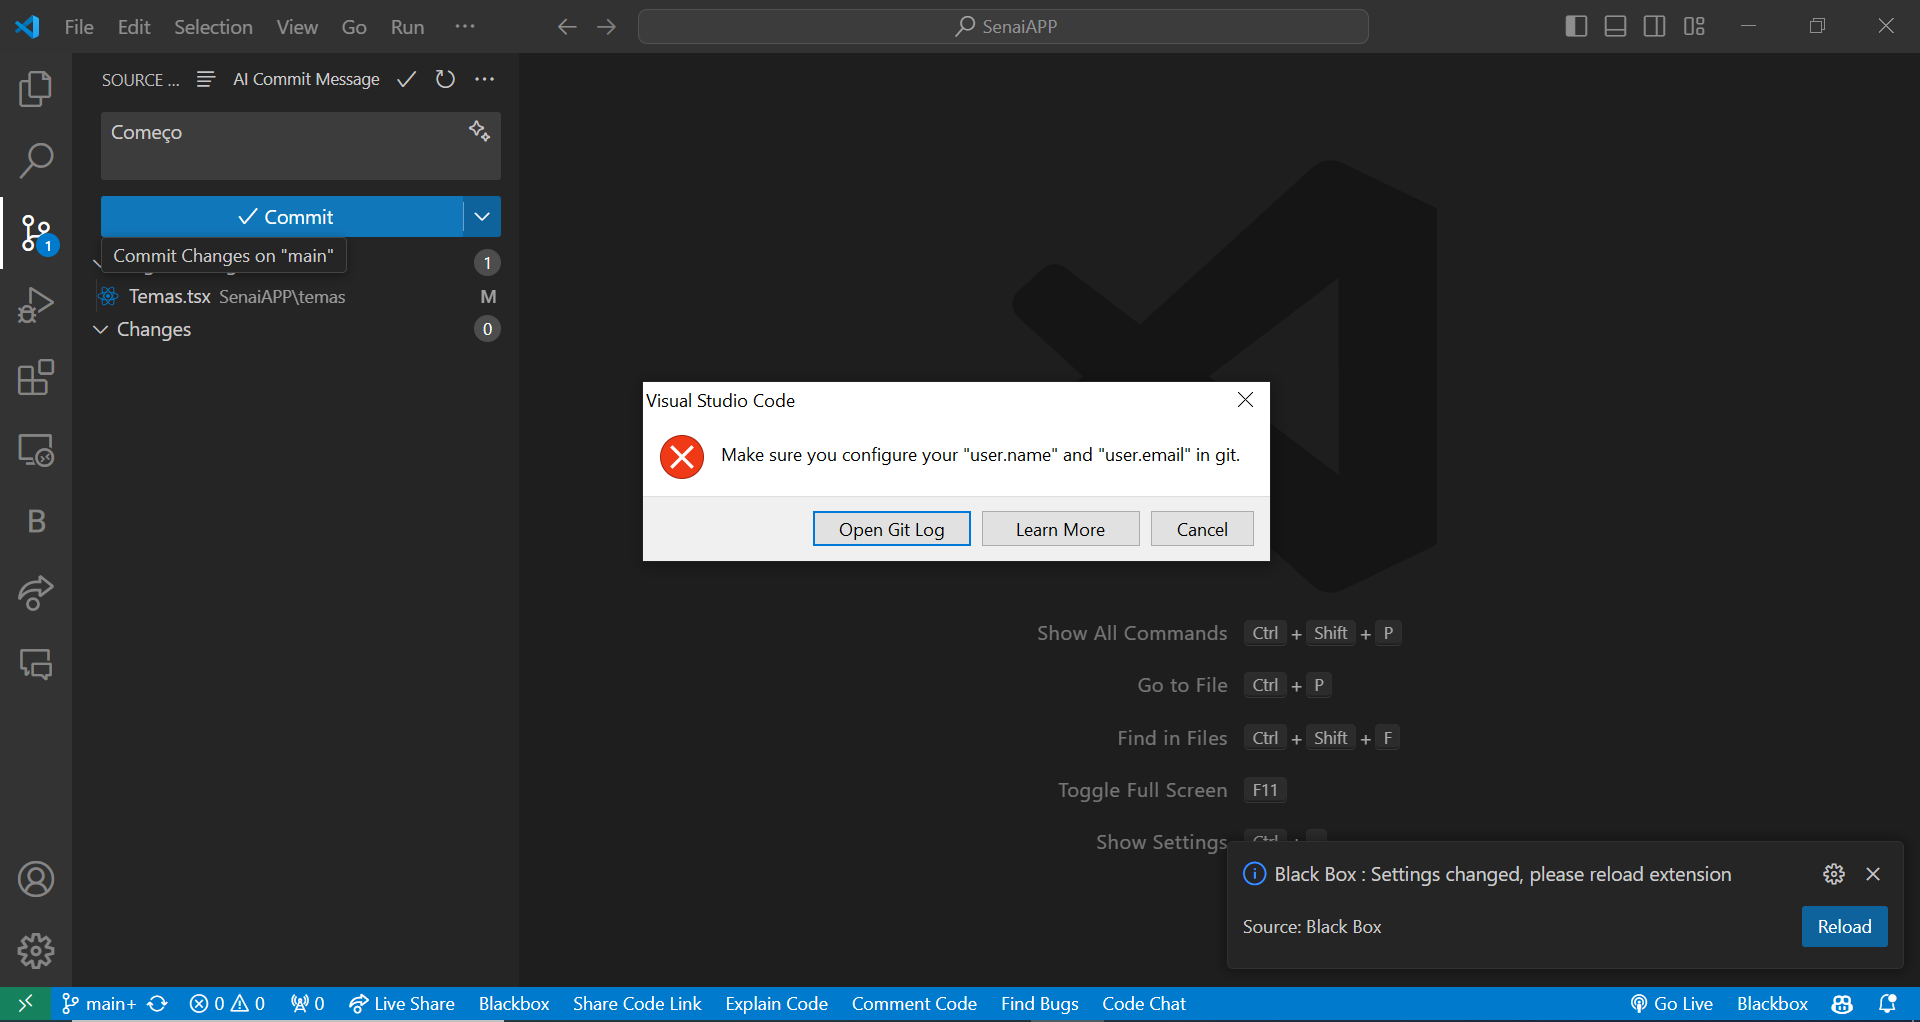 File Edit Selection View Go Run ···
SenaiAPP
SOURCE ... AI Commit Message
Começo
Commit
Commit Changes on "main"
1
Temas.tsx SenaiAPP\temas M
Changes 0
1
B
Visual Studio Code
Make sure you configure your "user.name" and "user.email" in git.
Open Git Log Learn More Cancel
Show All Commands Ctrl + Shift + P
Go to File Ctrl + P
Find in Files Ctrl + Shift + F
Toggle Full Screen F11
Show Settings Ctrl +
Black Box : Settings changed, please reload extension
Source: Black Box Reload
main+ 0 0 0 Live Share Blackbox Share Code Link Explain Code Comment Code Find Bugs Code Chat Go Live Blackbox